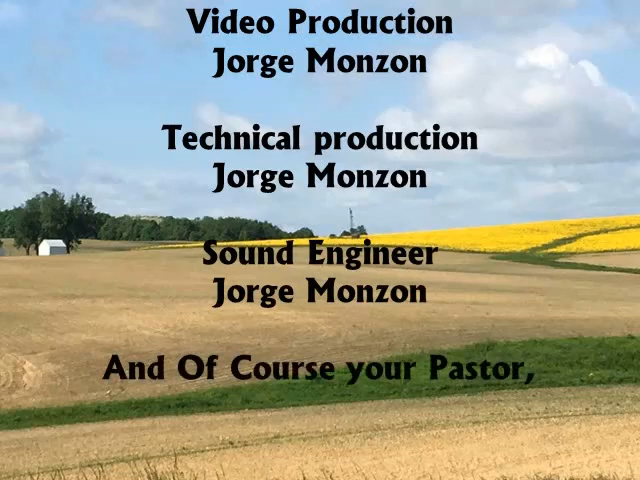 Video Production
Jorge Monzon
Technical production
Jorge Monzon
Sound Engineer
Jorge Monzon
And Of Course your Pastor,